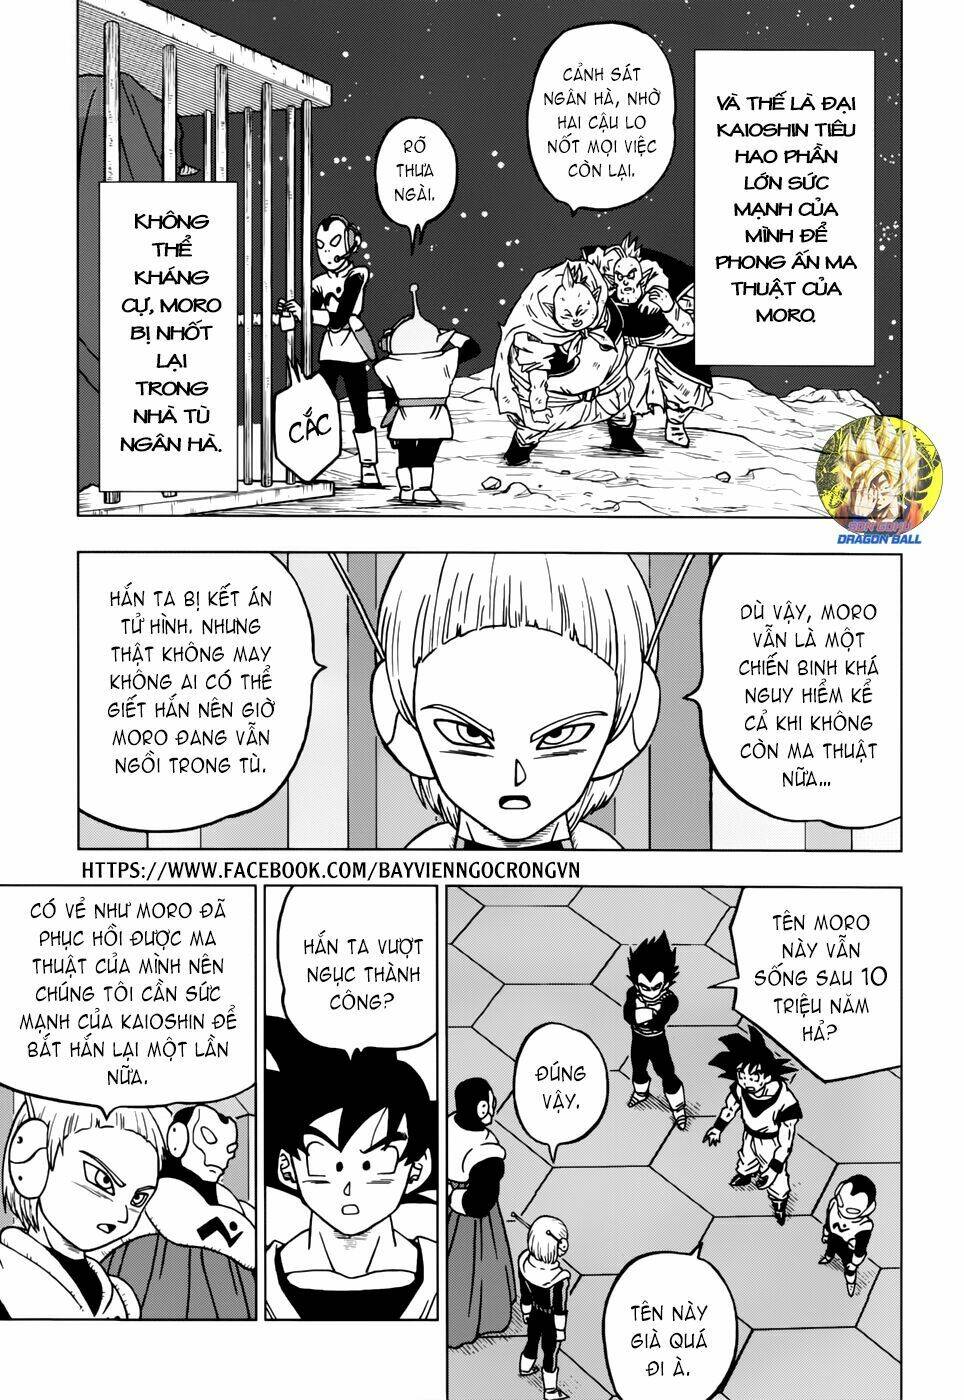 VÀ THẾ LÀ ĐẠI
KAIOSHIN TIÊU
HAO PHẦN
LỚN SỨC
MẠNH CỦA
MÌNH ĐỂ
PHONG ẤN MA
THUẬT CỦA
MORO.
CẢNH SÁT
NGÂN HÀ, NHỜ
HAI CẬU LO
NỐT MỌI VIỆC
CÒN LẠI.
RÕ
THƯA
NGÀI.
KHÔNG
THỂ
KHÁNG
CỰ, MORO
BỊ NHỐT
LẠI
TRONG
NHÀ TÙ
NGÂN HÀ.
CẮC
SON GOKU
DRAGON BALL
DÙ VẬY, MORO
VẪN LÀ MỘT
CHIẾN BINH KHÁ
NGUY HIỂM KỂ
CẢ KHI KHÔNG
CÒN MA THUẬT
NỮA...
HẮN TA BỊ KẾT ÁN
TỬ HÌNH. NHƯNG
THẬT KHÔNG MAY
KHÔNG AI CÓ THỂ
GIẾT HẮN NÊN GIỜ
MORO ĐANG VẪN
NGỒI TRONG TÙ.
HTTPS://WWW.FACEBOOK.COM/BAYVIENNGOCRONGVN
TÊN MORO
NÀY VẪN
SỐNG SAU 10
TRIỆU NĂM
HẢ?
ĐÚNG
VẬY.
TÊN NÀY
GIÀ QUÁ
ĐI À.
HẮN TA VƯỢT
NGỤC THÀNH
CÔNG?
CÓ VẺ NHƯ MORO ĐÃ
PHỤC HỒI ĐƯỢC MA
THUẬT CỦA MÌNH NÊN
CHÚNG TÔI CẦN SỨC
MẠNH CỦA KAIOSHIN ĐỂ
BẮT HẮN LẠI MỘT LẦN
NỮA.